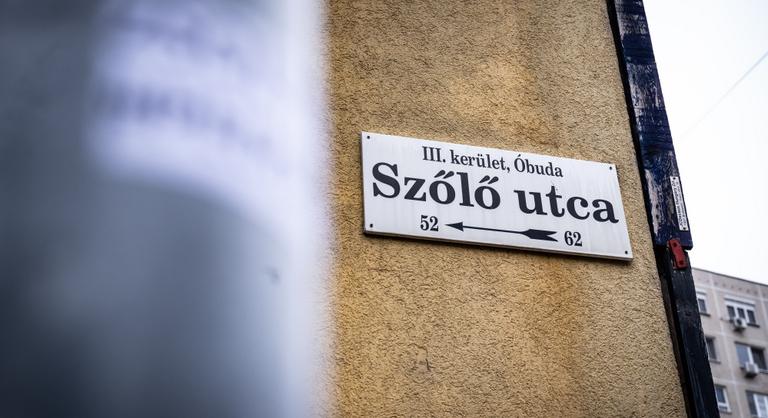 III. kerület, Óbuda
Szőlő utca
52 62